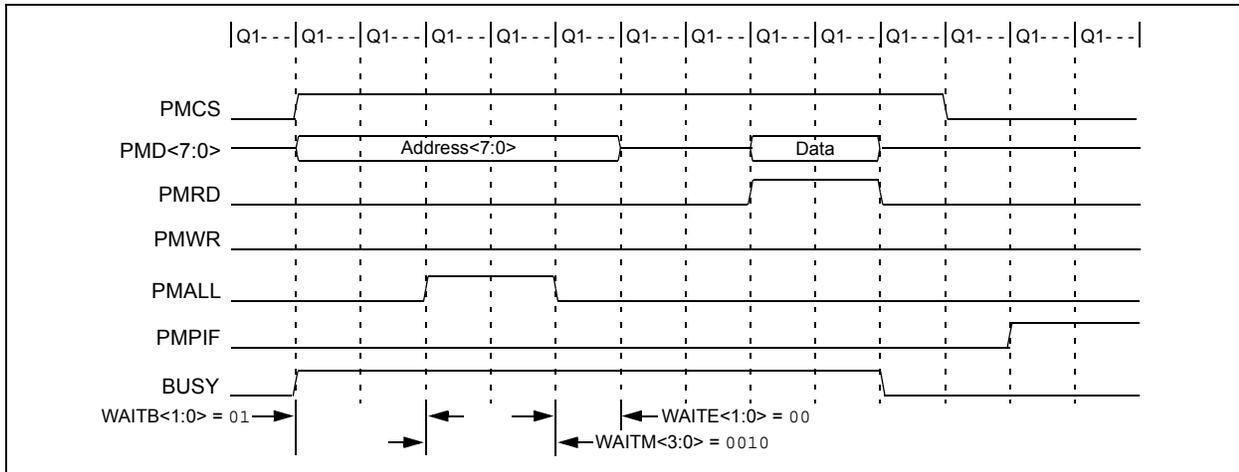 |Q1- - -|Q1- - -|Q1- - -|Q1- - -|Q1- - -|Q1- - -|Q1- - -|Q1- - -|Q1- - -|Q1- - -|Q1- - -|Q1- - -|Q1- - -|Q1- - -|
PMCS
PMD<7:0> Address<7:0> Data
PMRD
PMWR
PMALL
PMPIF
BUSY
WAITB<1:0> = 01 WAITE<1:0> = 00
WAITM<3:0> = 0010